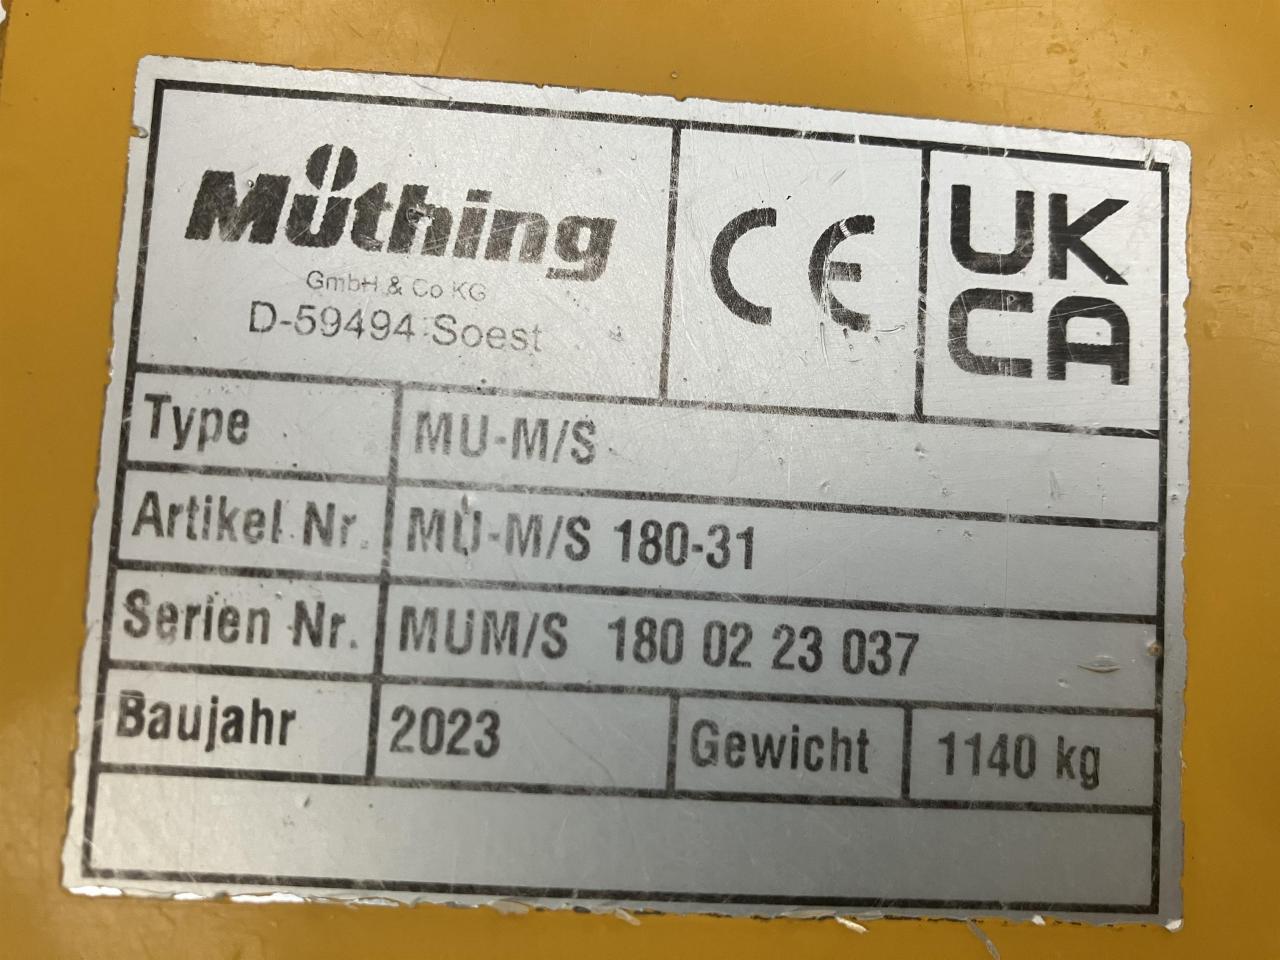 Müthing
GmbH & Co KG
D-59494 Soest
CE
UK
CA
Type MU-M/S
Artikel Nr. MU-M/S 180-31
Serien Nr. MUM/S 180 02 23 037
Baujahr 2023 Gewicht 1140 kg